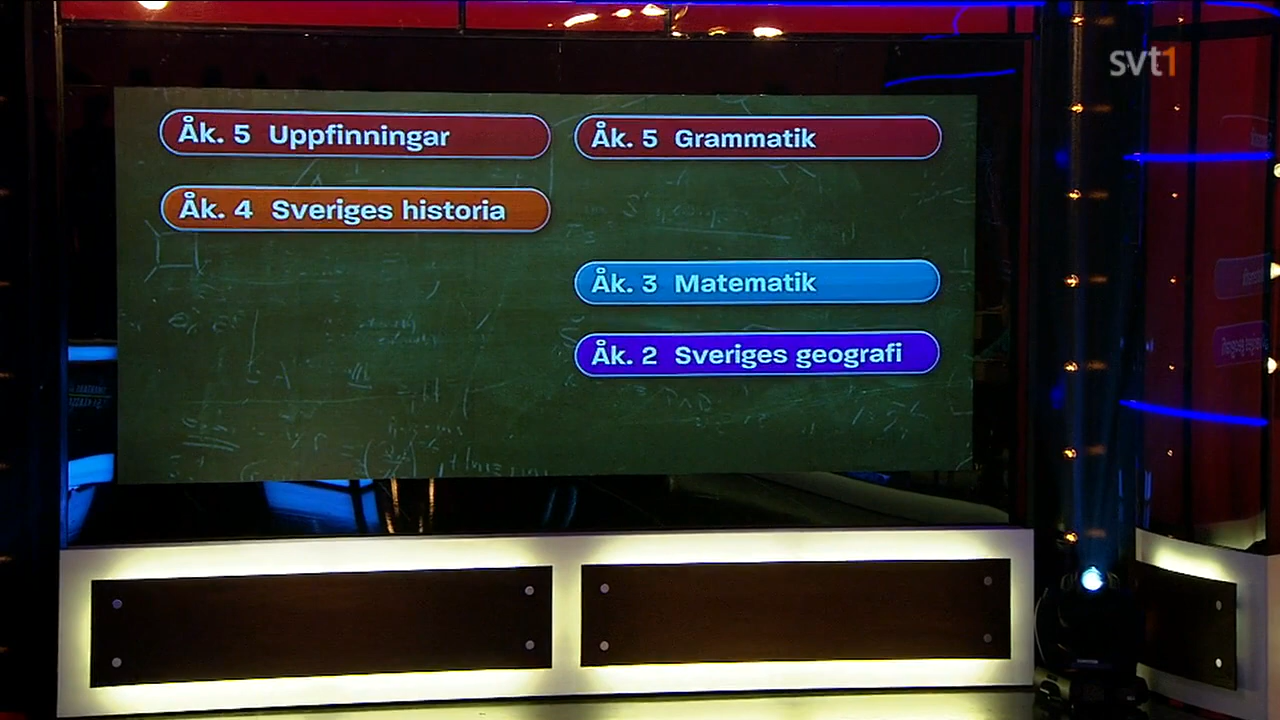 svt1
Åk. 5 Uppfinningar
Åk. 5 Grammatik
Åk. 4 Sveriges historia
Åk. 3 Matematik
Åk. 2 Sveriges geografi